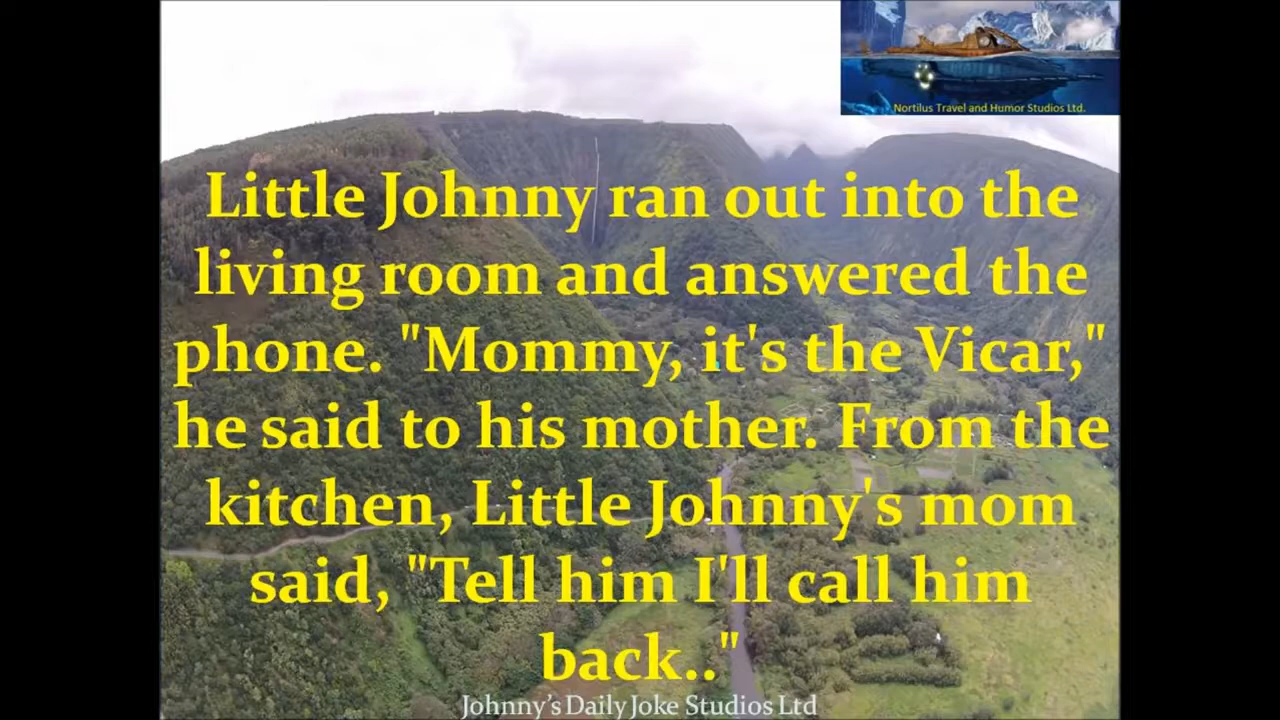 Nortilus Travel and Humor Studios Ltd.
Little Johnny ran out into the
living room and answered the
phone. "Mommy, it's the Vicar,"
he said to his mother. From the
kitchen, Little Johnny's mom
said, "Tell him I'll call him
back.."
Johnny's Daily Joke Studios Ltd